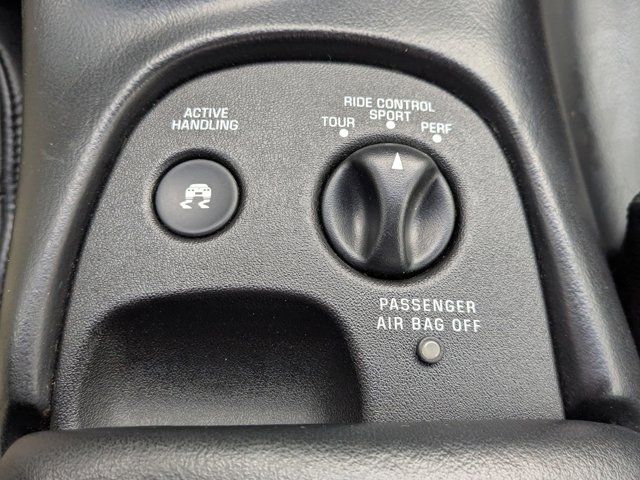 ACTIVE
HANDLING
RIDE CONTROL
SPORT
TOUR
PERF
PASSENGER
AIR BAG OFF